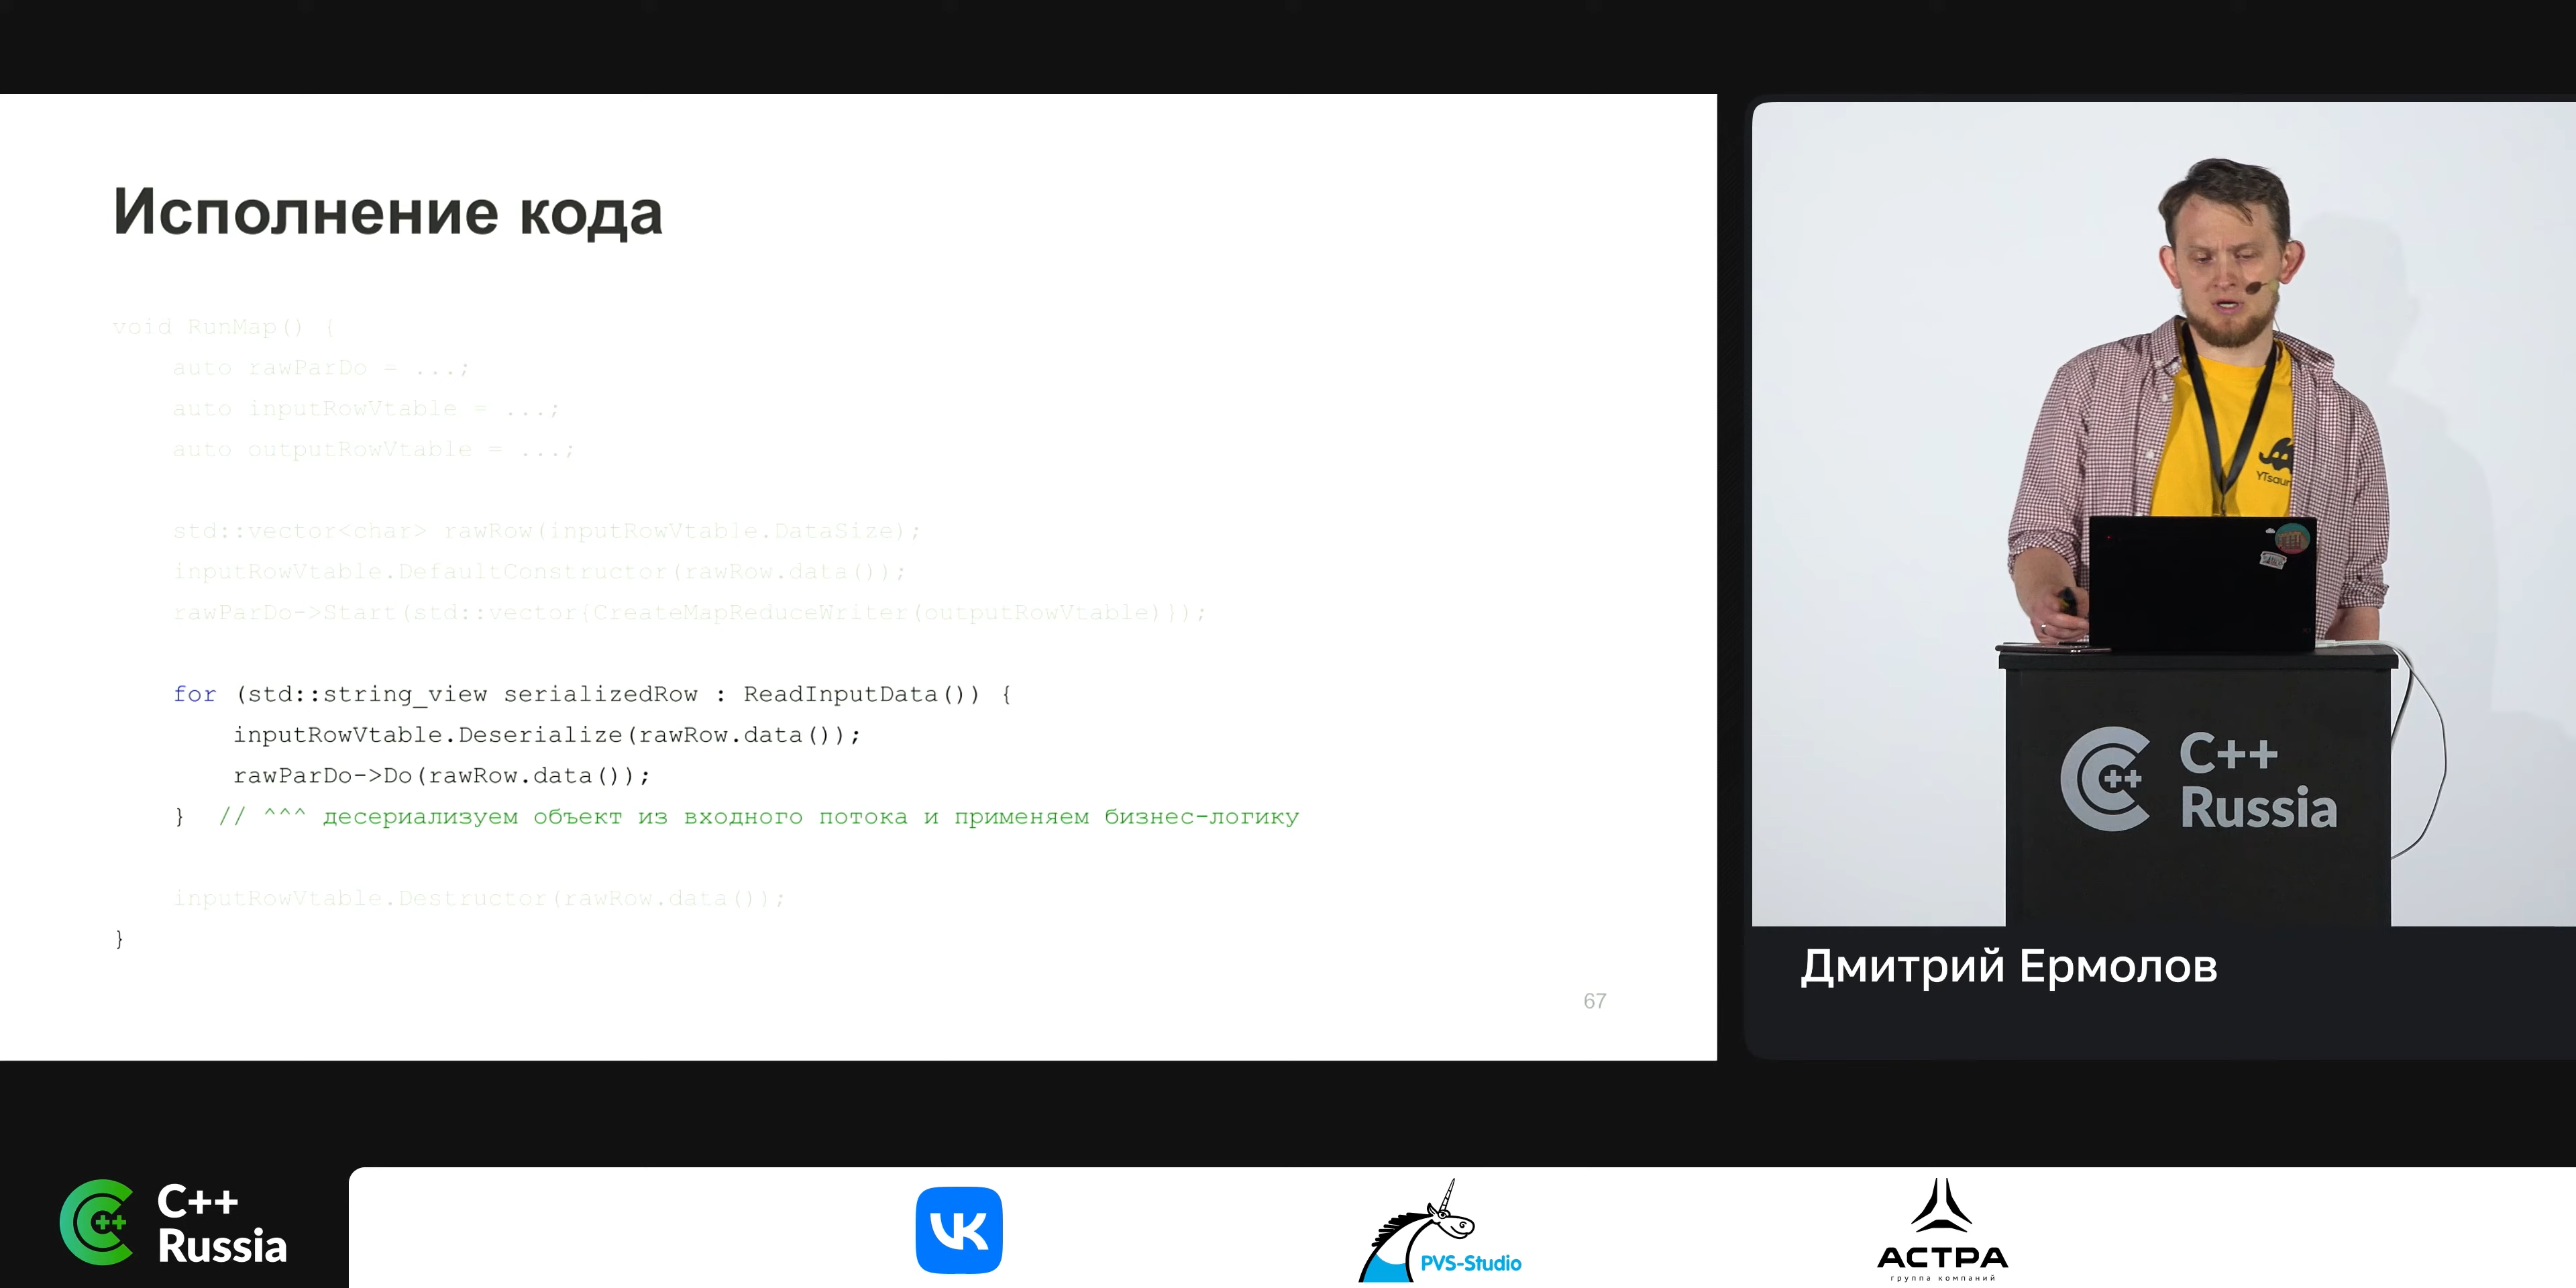 Исполнение кода
void RunMap() {
auto rawParDo = ...;
auto inputRowVtable = ...;
auto outputRowVtable = ...;
std::vector<char> rawRow(inputRowVtable.DataSize);
inputRowVtable.DefaultConstructor(rawRow.data());
rawParDo->Start(std::vector{CreateMapReduceWriter(outputRowVtable)});
for (std::string_view serializedRow : ReadInputData()) {
inputRowVtable.Deserialize(rawRow.data());
rawParDo->Do(rawRow.data());
} // ^^^ десериализуем объект из входного потока и применяем бизнес-логику
inputRowVtable.Destructor(rawRow.data());
}
67
C++
Russia
Дмитрий Ермолов
C++
Russia
VK
PVS-Studio
АСТРА
группа компаний